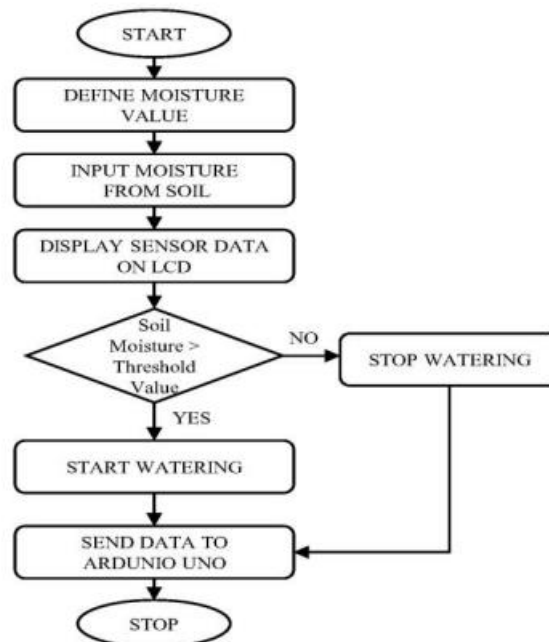 START
DEFINE MOISTURE
VALUE
INPUT MOISTURE
FROM SOIL
DISPLAY SENSOR DATA
ON LCD
Soil
Moisture >
Threshold
Value
NO
STOP WATERING
YES
START WATERING
SEND DATA TO
ARDUNIO UNO
STOP